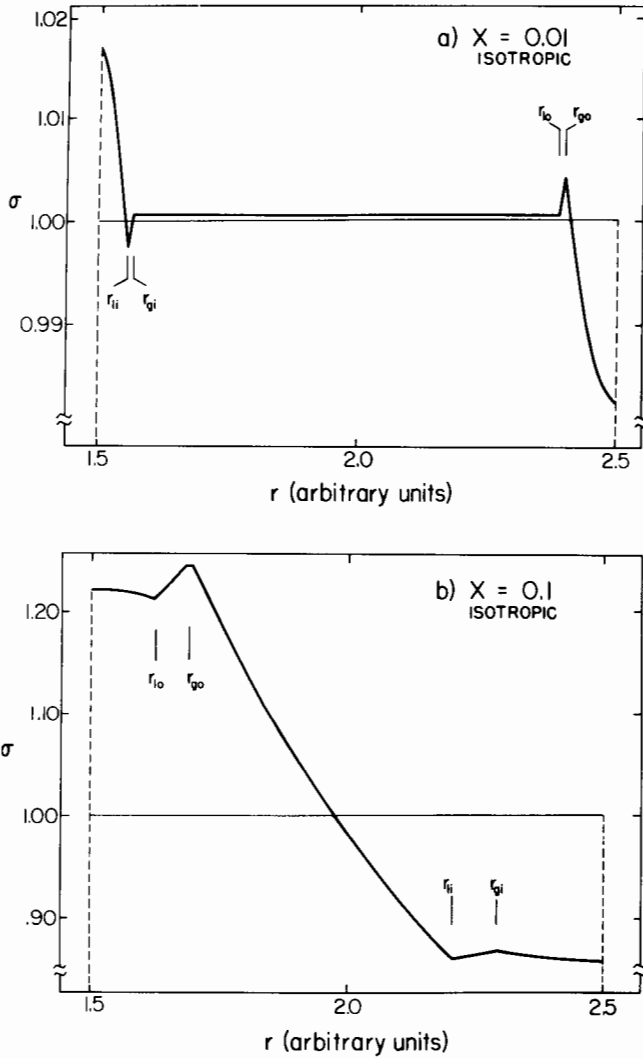 1.02
a) X = 0.01
ISOTROPIC
1.01
r_lo r_go
σ
1.00
r_li r_gi
0.99
1.5 2.0 2.5
r (arbitrary units)
b) X = 0.1
ISOTROPIC
1.20
r_lo r_go
1.10
σ
1.00
r_li r_gi
.90
1.5 2.0 2.5
r (arbitrary units)